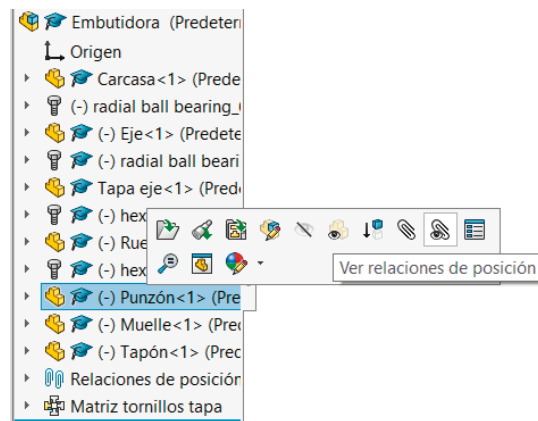 Embutidora (Predeter
Origen
Carcasa<1> (Prede
(-) radial ball bearing_
(-) Eje<1> (Predete
(-) radial ball beari
Tapa eje<1> (Pred
(-) hex
(-) Rue
(-) hex
Ver relaciones de posición
(-) Punzón<1> (Pre
(-) Muelle<1> (Pred
(-) Tapón<1> (Pred
Relaciones de posición
Matriz tornillos tapa